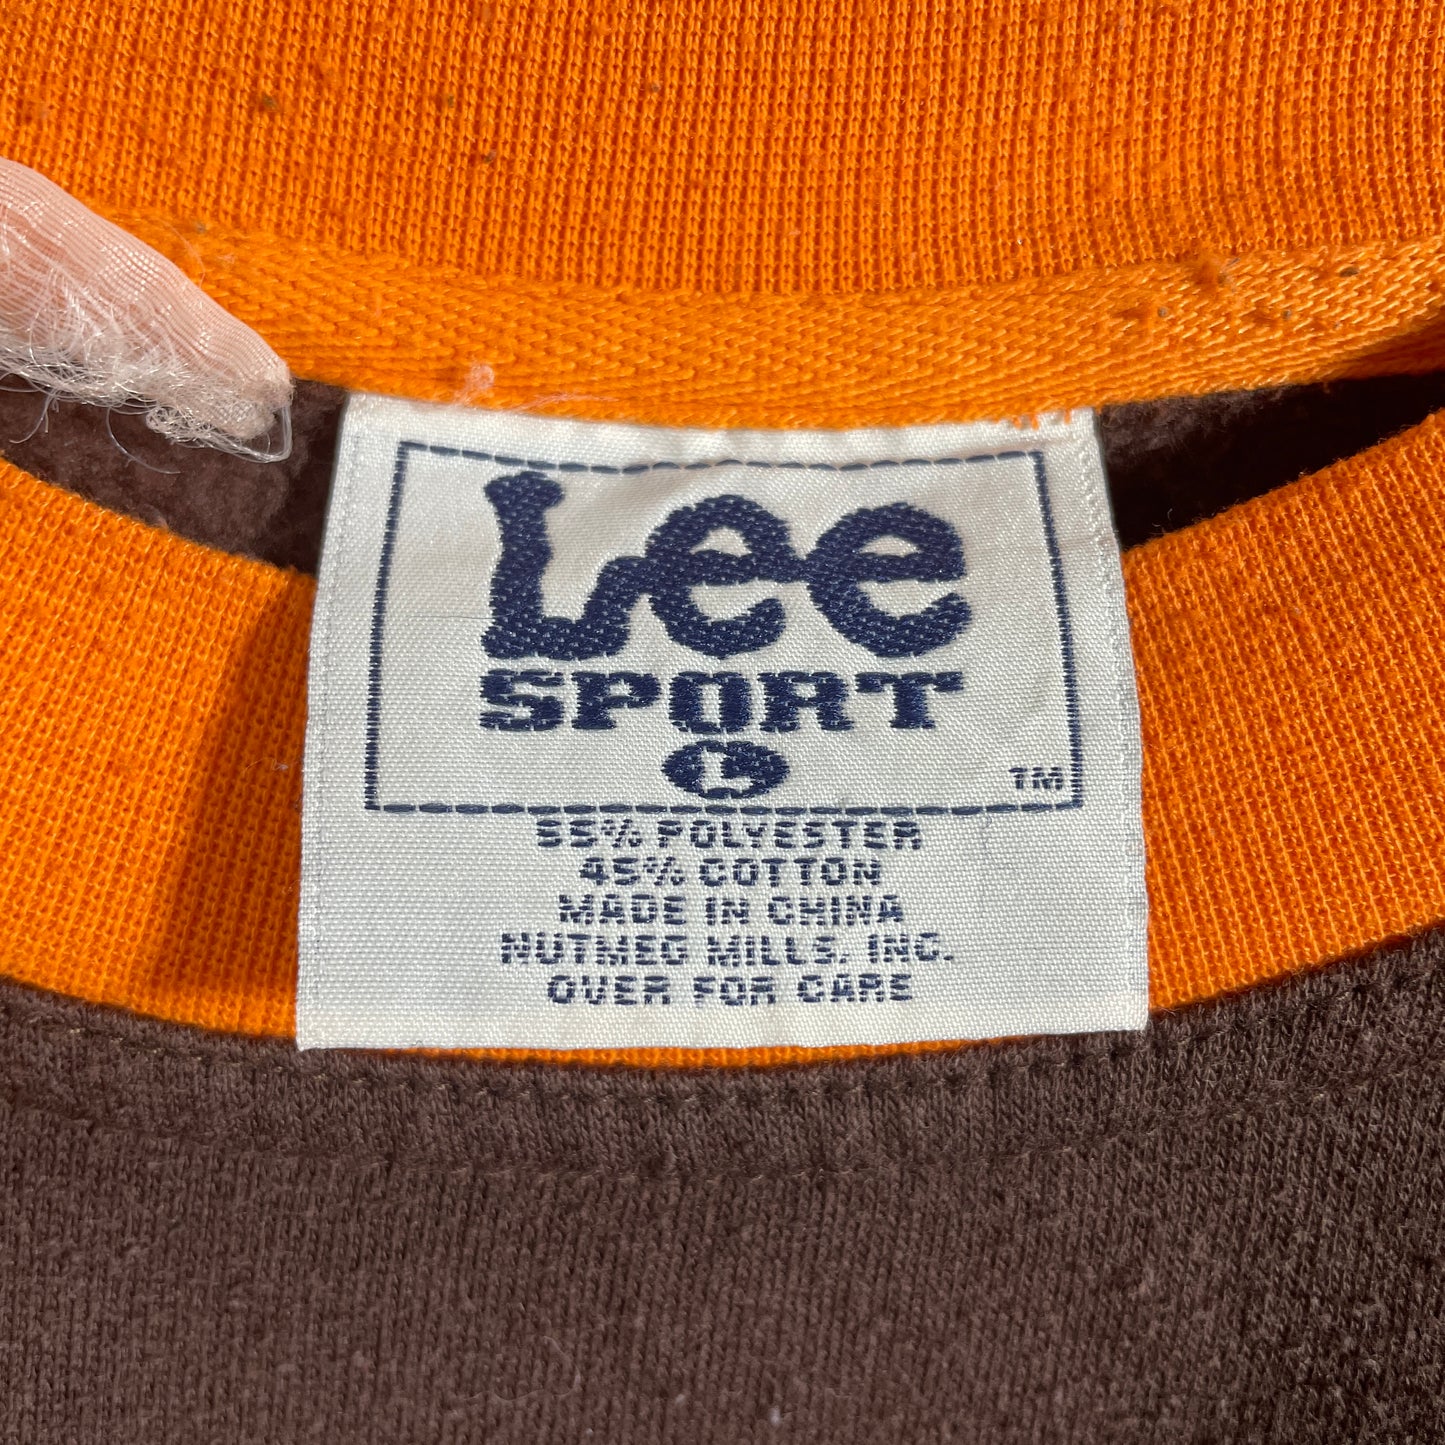 Lee
SPORT
L
TM
55% POLYESTER
45% COTTON
MADE IN CHINA
NUTMEG MILLS, INC.
OVER FOR CARE